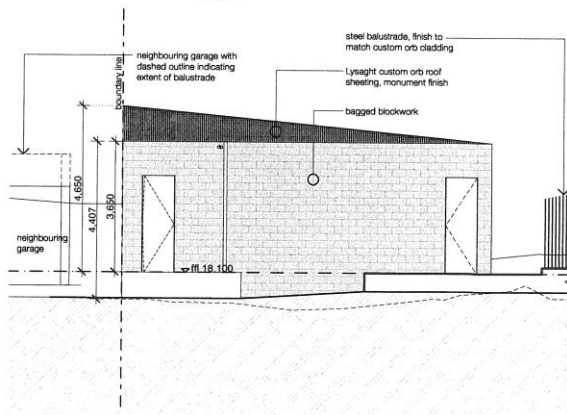 steel balustrade, finish to
match custom orb cladding
neighbouring garage with
dashed outline indicating
extent of balustrade
boundary line
Lysaght custom orb roof
sheeting, monument finish
bagged blockwork
4,650
4,407
3,650
neighbouring
garage
ffl 18.100